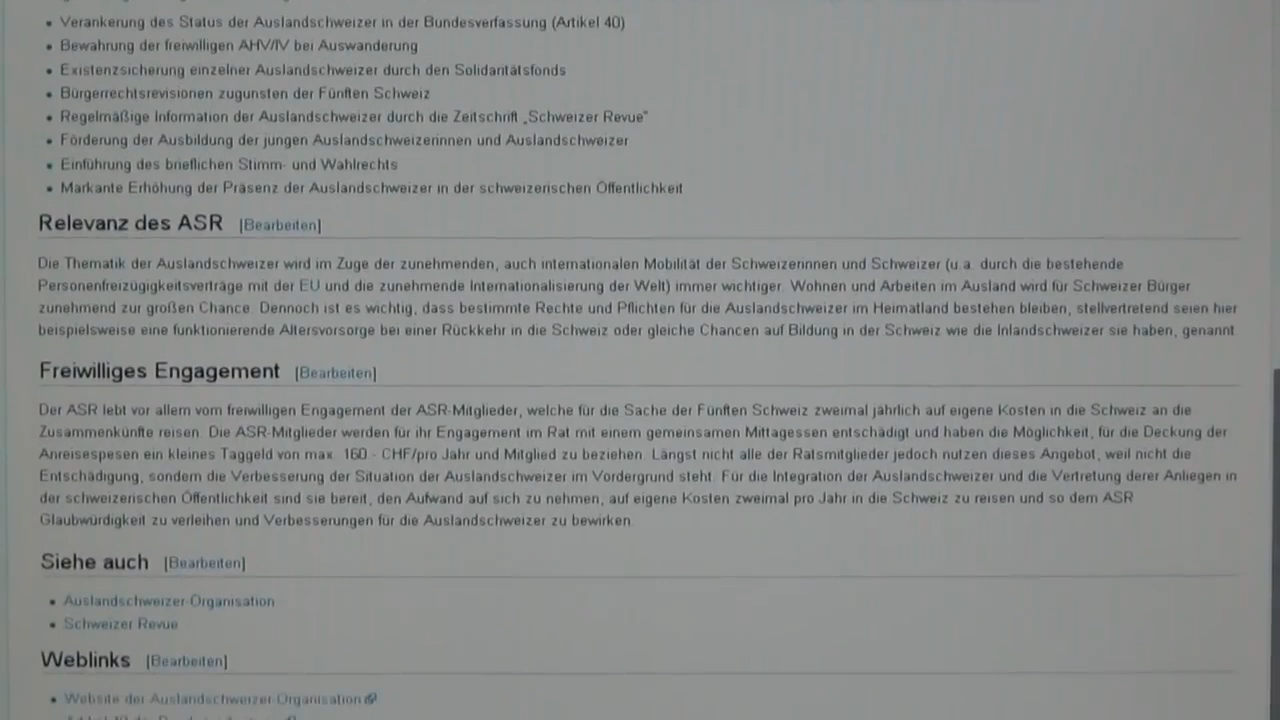 Verankerung des Status der Auslandschweizer in der Bundesverfassung (Artikel 40)
Bewahrung der freiwilligen AHV/IV bei Auswanderung
Existenzsicherung einzelner Auslandschweizer durch den Solidaritätsfonds
Bürgerrechtsrevisionen zugunsten der Fünften Schweiz
Regelmäßige Information der Auslandschweizer durch die Zeitschrift „Schweizer Revue“
Förderung der Ausbildung der jungen Auslandschweizerinnen und Auslandschweizer
Einführung des brieflichen Stimm- und Wahlrechts
Markante Erhöhung der Präsenz der Auslandschweizer in der schweizerischen Öffentlichkeit
Relevanz des ASR [Bearbeiten]
Die Thematik der Auslandschweizer wird im Zuge der zunehmenden, auch internationalen Mobilität der Schweizerinnen und Schweizer (u.a. durch die bestehende
Personenfreizügigkeitsverträge mit der EU und die zunehmende Internationalisierung der Welt) immer wichtiger. Wohnen und Arbeiten im Ausland wird für Schweizer Bürger
zunehmend zur großen Chance. Dennoch ist es wichtig, dass bestimmte Rechte und Pflichten für die Auslandschweizer im Heimatland bestehen bleiben, stellvertretend seien hier
beispielsweise eine funktionierende Altersvorsorge bei einer Rückkehr in die Schweiz oder gleiche Chancen auf Bildung in der Schweiz wie die Inlandschweizer sie haben, genannt.
Freiwilliges Engagement [Bearbeiten]
Der ASR lebt vor allem vom freiwilligen Engagement der ASR-Mitglieder, welche für die Sache der Fünften Schweiz zweimal jährlich auf eigene Kosten in die Schweiz an die
Zusammenkünfte reisen. Die ASR-Mitglieder werden für ihr Engagement im Rat mit einem gemeinsamen Mittagessen entschädigt und haben die Möglichkeit, für die Deckung der
Anreisespesen ein kleines Taggeld von max. 160.- CHF/pro Jahr und Mitglied zu beziehen. Längst nicht alle der Ratsmitglieder jedoch nutzen dieses Angebot, weil nicht die
Entschädigung, sondern die Verbesserung der Situation der Auslandschweizer im Vordergrund steht. Für die Integration der Auslandschweizer und die Vertretung derer Anliegen in
der schweizerischen Öffentlichkeit sind sie bereit, den Aufwand auf sich zu nehmen, auf eigene Kosten zweimal pro Jahr in die Schweiz zu reisen und so dem ASR
Glaubwürdigkeit zu verleihen und Verbesserungen für die Auslandschweizer zu bewirken.
Siehe auch [Bearbeiten]
Auslandschweizer-Organisation
Schweizer Revue
Weblinks [Bearbeiten]
Website der Auslandschweizer-Organisation